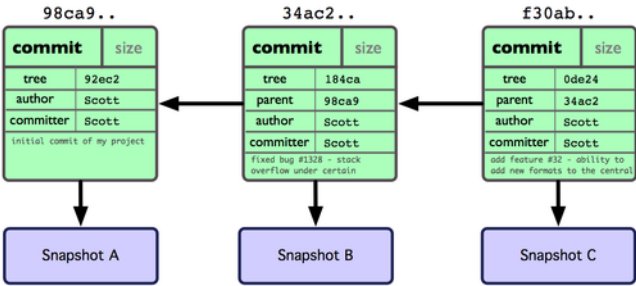 98ca9..
commit size
tree 92ec2
author Scott
committer Scott
initial commit of my project
Snapshot A
34ac2..
commit size
tree 184ca
parent 98ca9
author Scott
committer Scott
fixed bug #1328 - stack
overflow under certain
Snapshot B
f30ab..
commit size
tree 0de24
parent 34ac2
author Scott
committer Scott
add feature #32 - ability to
add new formats to the central
Snapshot C